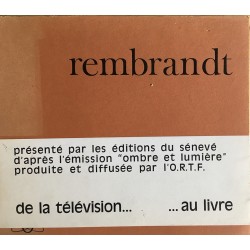 rembrandt
présenté par les éditions du sénevé
d'après l'émission "ombre et lumière"
produite et diffusée par l'O.R.T.F.
de la télévision... ...au livre